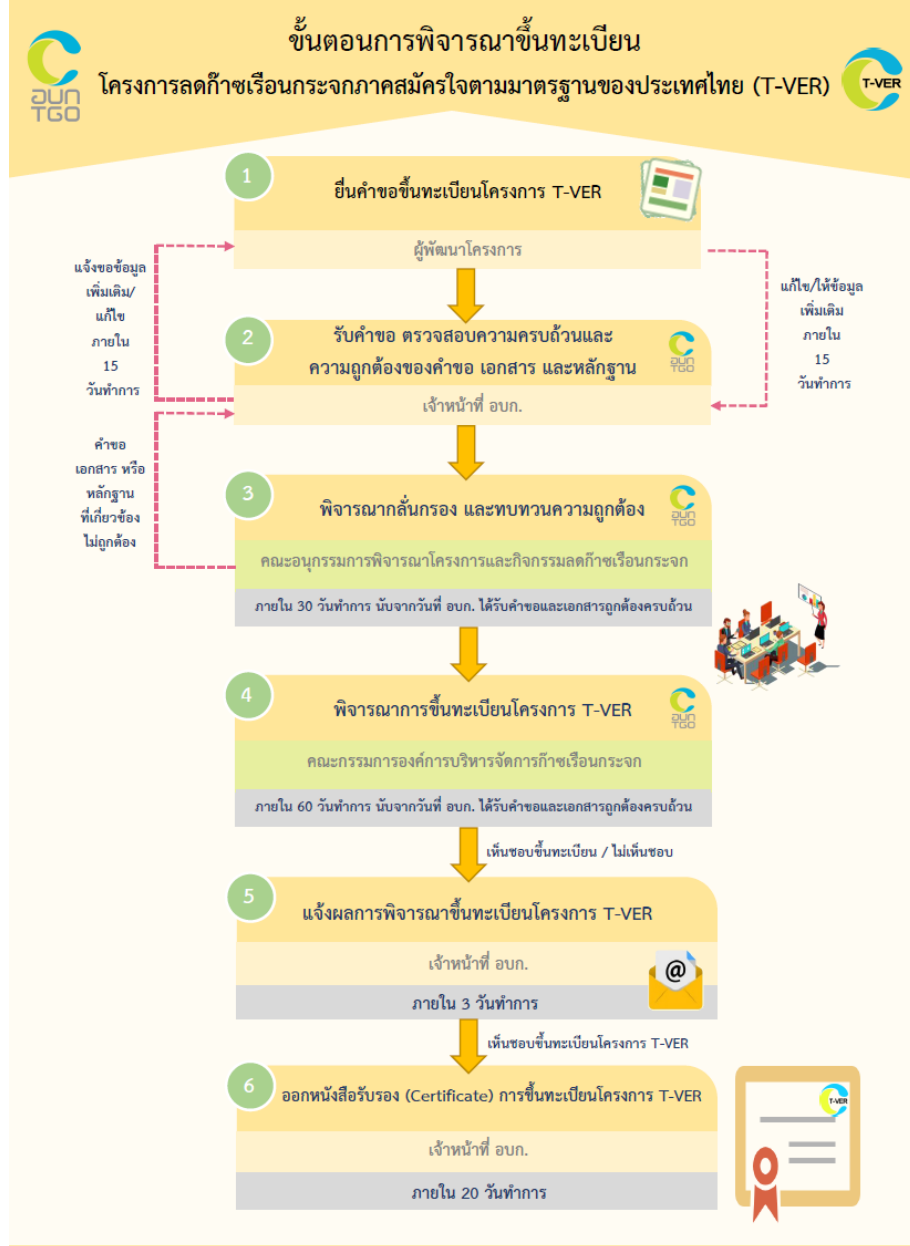 ขั้นตอนการพิจารณาขึ้นทะเบียน
โครงการลดก๊าซเรือนกระจกภาคสมัครใจตามมาตรฐานของประเทศไทย (T-VER)
อบก
TGO
T-VER
1
ยื่นคำขอขึ้นทะเบียนโครงการ T-VER
ผู้พัฒนาโครงการ
แจ้งขอข้อมูล
เพิ่มเติม/
แก้ไข
ภายใน
15
วันทำการ
แก้ไข/ให้ข้อมูล
เพิ่มเติม
ภายใน
15
วันทำการ
2
รับคำขอ ตรวจสอบความครบถ้วนและ
ความถูกต้องของคำขอ เอกสาร และหลักฐาน
อบก
TGO
เจ้าหน้าที่ อบก.
คำขอ
เอกสาร หรือ
หลักฐาน
ที่เกี่ยวข้อง
ไม่ถูกต้อง
3
พิจารณากลั่นกรอง และทบทวนความถูกต้อง
อบก
TGO
คณะอนุกรรมการพิจารณาโครงการและกิจกรรมลดก๊าซเรือนกระจก
ภายใน 30 วันทำการ นับจากวันที่ อบก. ได้รับคำขอและเอกสารถูกต้องครบถ้วน
4
พิจารณาการขึ้นทะเบียนโครงการ T-VER
อบก
TGO
คณะกรรมการองค์การบริหารจัดการก๊าซเรือนกระจก
ภายใน 60 วันทำการ นับจากวันที่ อบก. ได้รับคำขอและเอกสารถูกต้องครบถ้วน
เห็นชอบขึ้นทะเบียน / ไม่เห็นชอบ
5
แจ้งผลการพิจารณาขึ้นทะเบียนโครงการ T-VER
เจ้าหน้าที่ อบก.
@
ภายใน 3 วันทำการ
เห็นชอบขึ้นทะเบียนโครงการ T-VER
6
ออกหนังสือรับรอง (Certificate) การขึ้นทะเบียนโครงการ T-VER
เจ้าหน้าที่ อบก.
ภายใน 20 วันทำการ
T-VER